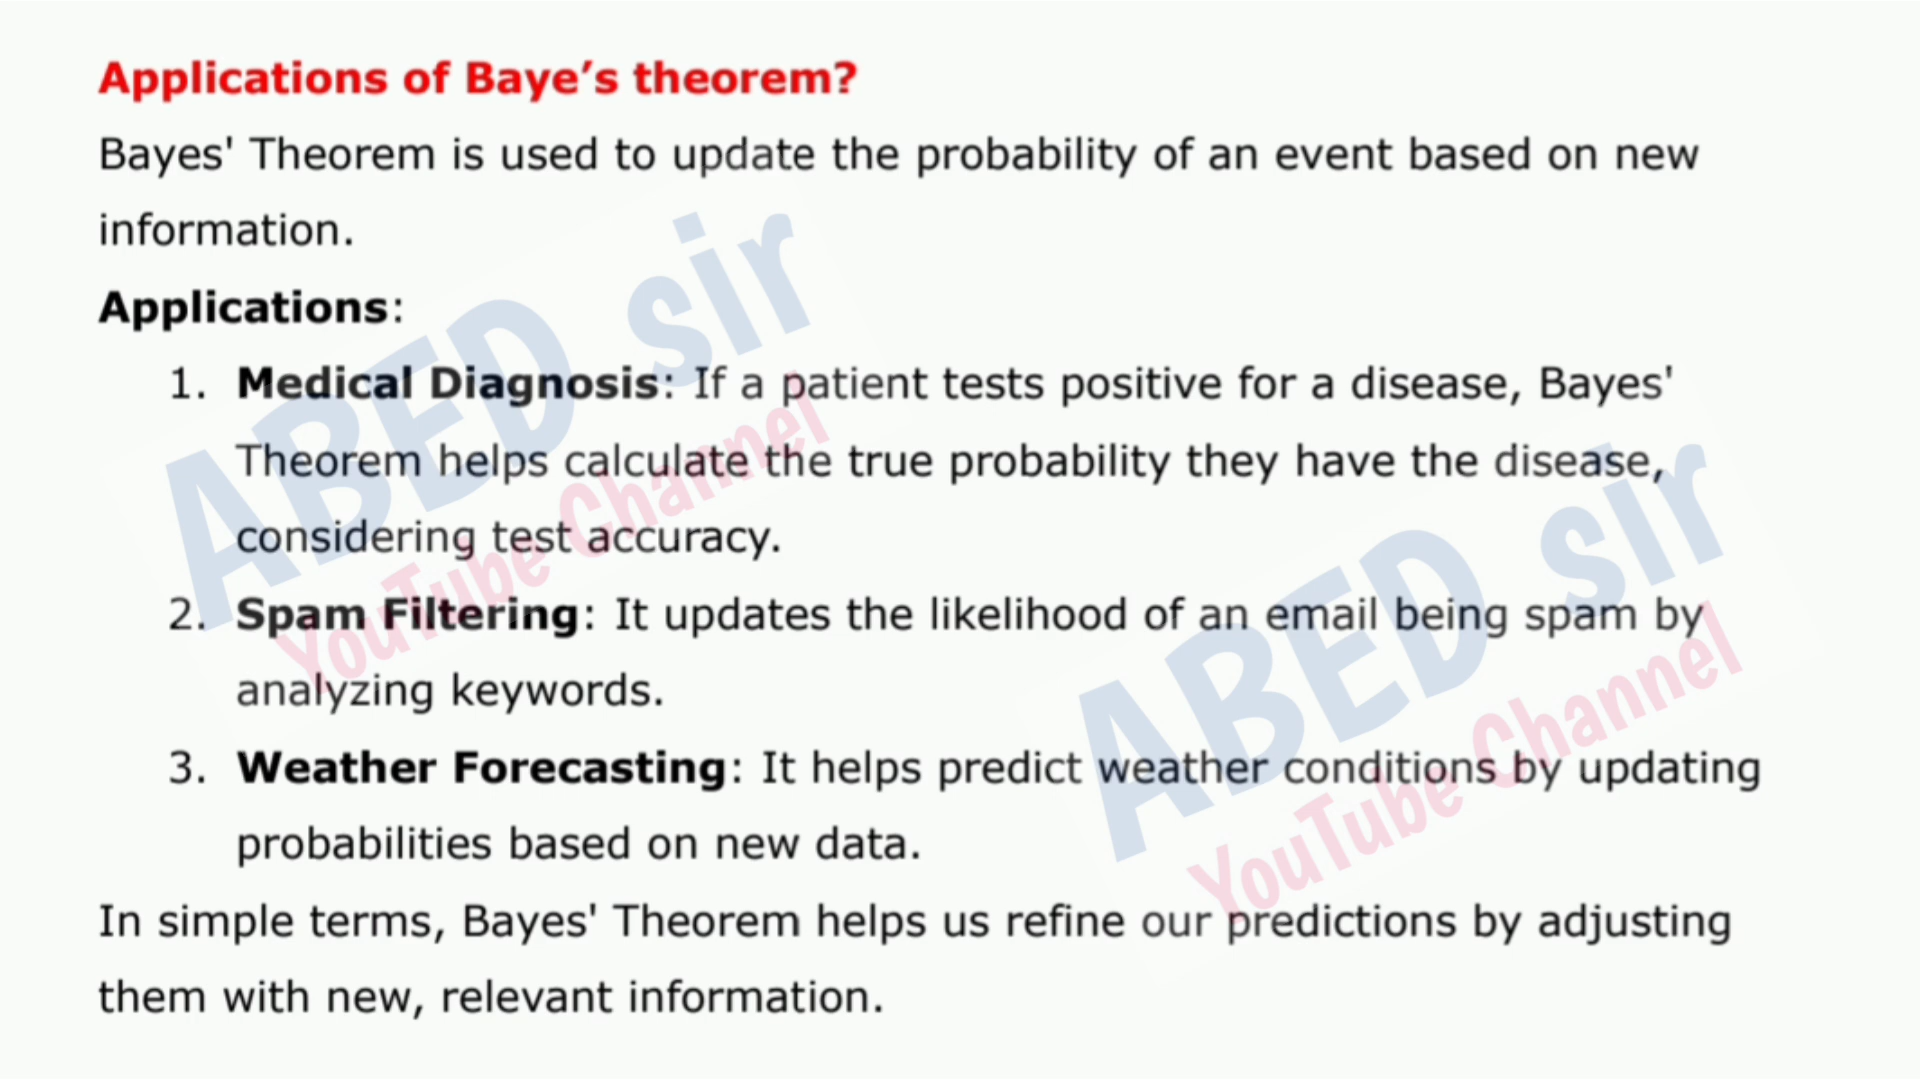 Applications of Baye’s theorem?
Bayes' Theorem is used to update the probability of an event based on new
information.
Applications:
1. Medical Diagnosis: If a patient tests positive for a disease, Bayes'
Theorem helps calculate the true probability they have the disease,
considering test accuracy.
2. Spam Filtering: It updates the likelihood of an email being spam by
analyzing keywords.
3. Weather Forecasting: It helps predict weather conditions by updating
probabilities based on new data.
In simple terms, Bayes' Theorem helps us refine our predictions by adjusting
them with new, relevant information.
ABED sir
YouTube Channel
ABED sir
YouTube Channel